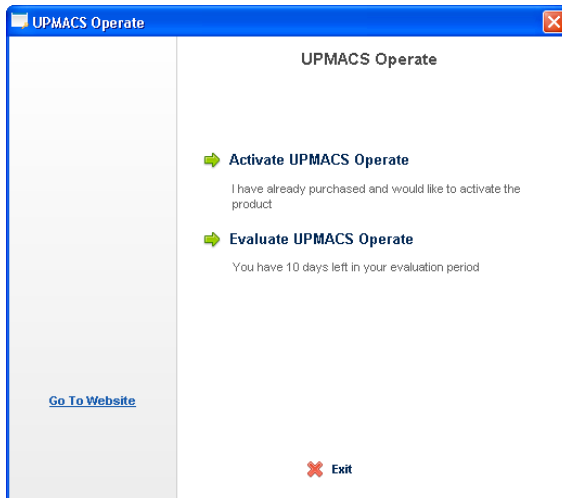 UPMACS Operate
UPMACS Operate
Activate UPMACS Operate
I have already purchased and would like to activate the
product
Evaluate UPMACS Operate
You have 10 days left in your evaluation period
Go To Website
Exit